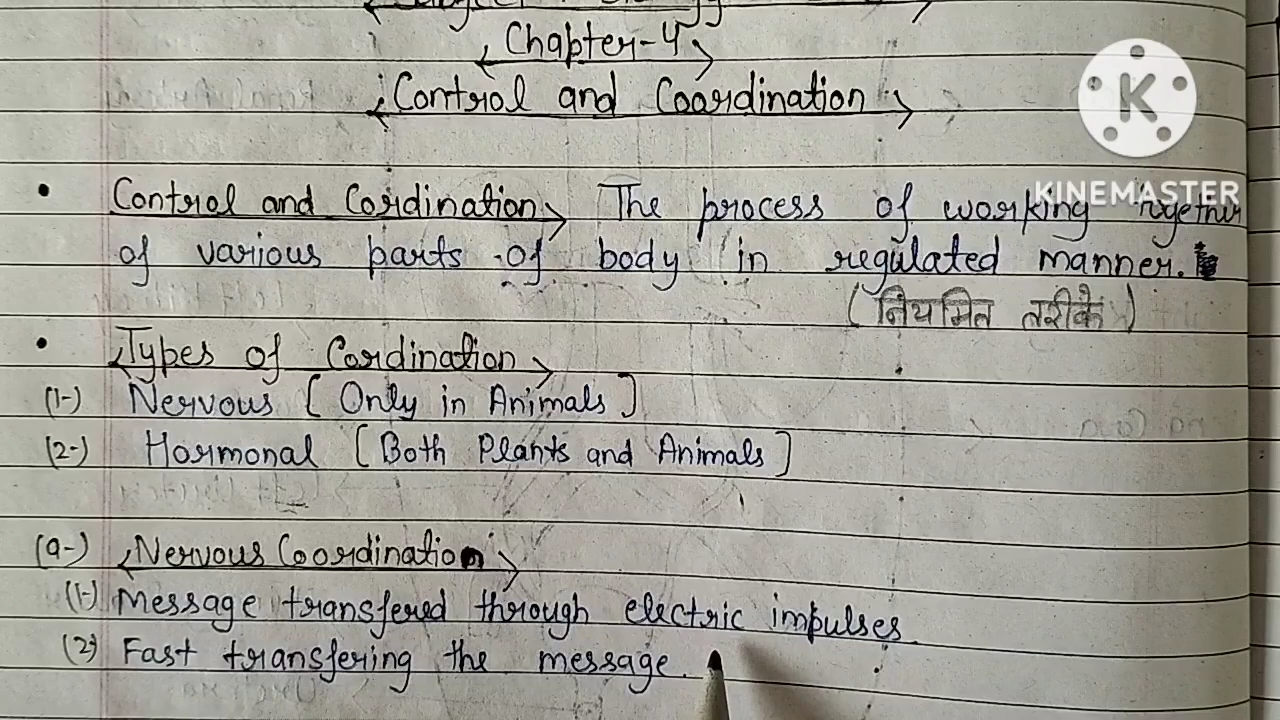 Chapter-4
Control and Coordination
• Control and Cordination → The process of working together
of various parts of body in regulated manner.
(नियमित तरीके)
• Types of Cordination
(1-) Nervous [Only in Animals]
(2-) Hormonal [Both Plants and Animals]
(a-) Nervous Coordination
(1-) Message transfered through electric impulses.
(2-) Fast transfering the message.
K
KINEMASTER